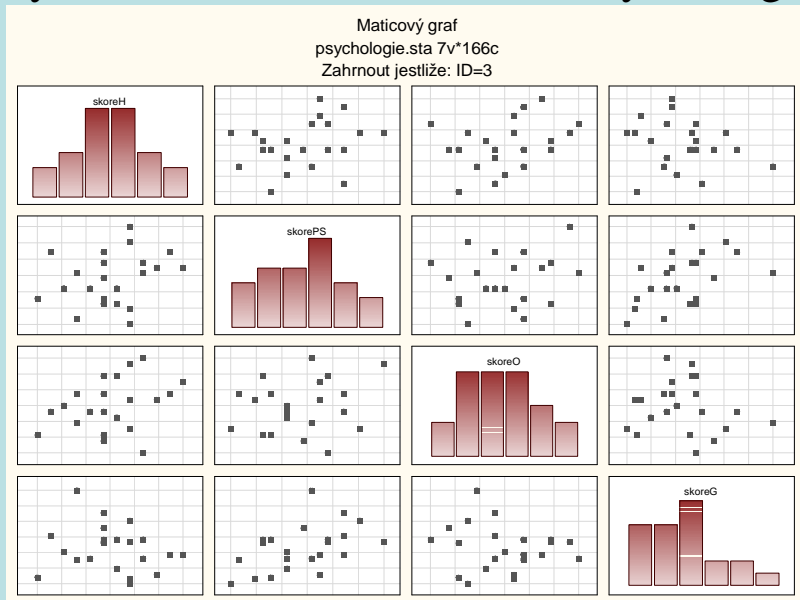 Maticový graf
psychologie.sta 7v*166c
Zahrnout jestliže: ID=3
skoreH
skorePS
skoreO
skoreG